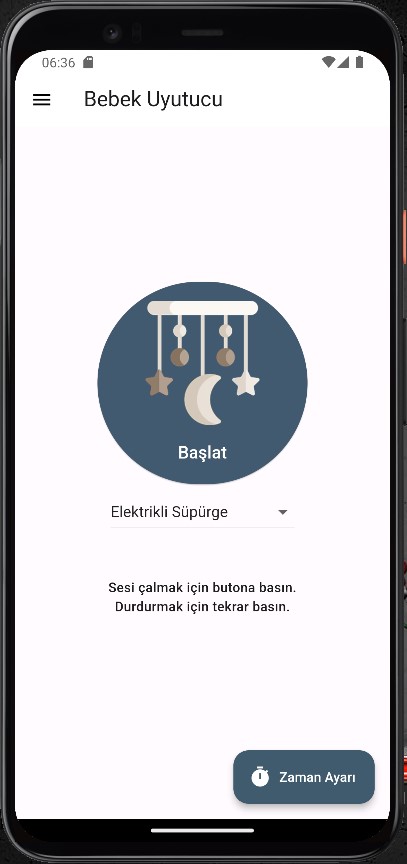 06:36
Bebek Uyutucu
Başlat
Elektrikli Süpürge
Sesi çalmak için butona basın.
Durdurmak için tekrar basın.
Zaman Ayarı